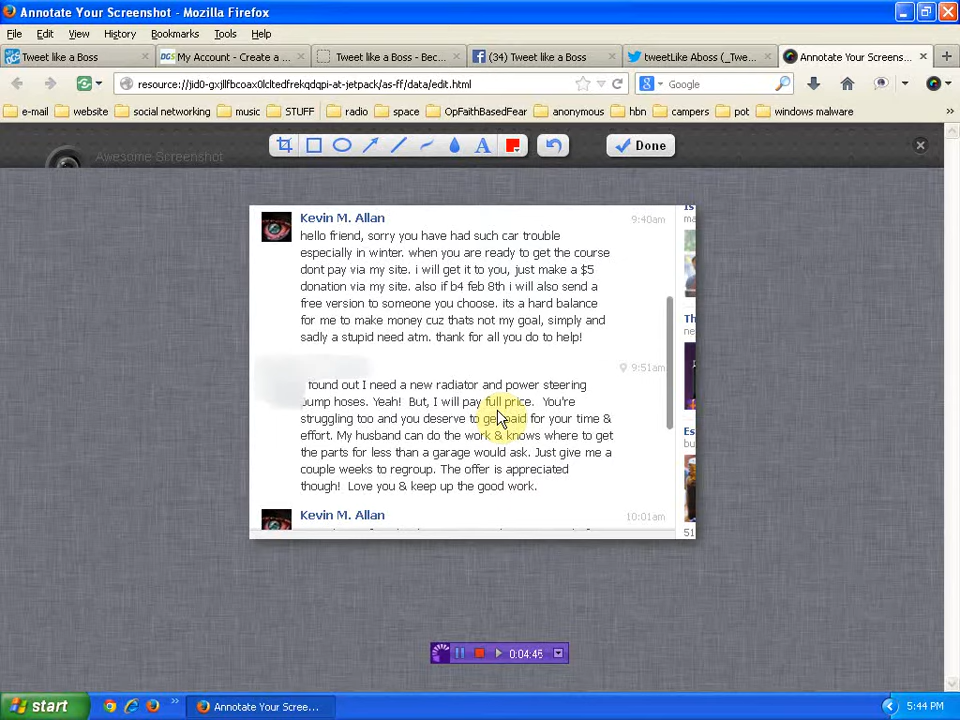 Annotate Your Screenshot - Mozilla Firefox
File Edit View History Bookmarks Tools Help
Tweet like a Boss
My Account - Create a ...
Tweet like a Boss - Bec...
(34) Tweet like a Boss
tweetLike Aboss (_Twe...
Annotate Your Screens...
Google
e-mail website social networking music STUFF radio space OpFaithBasedFear anonymous hbn campers pot windows malware
Awesome Screenshot
Done
Kevin M. Allan 9:40am
hello friend, sorry you have had such car trouble
especially in winter. when you are ready to get the course
dont pay via my site. i will get it to you, just make a $5
donation via my site. also if b4 feb 8th i will also send a
free version to someone you choose. its a hard balance
for me to make money cuz thats not my goal, simply and
sadly a stupid need atm. thank for all you do to help!
9:51am
found out I need a new radiator and power steering
pump hoses. Yeah! But, I will pay full price. You're
struggling too and you deserve to get paid for your time &
effort. My husband can do the work & knows where to get
the parts for less than a garage would ask. Just give me a
couple weeks to regroup. The offer is appreciated
though! Love you & keep up the good work.
Kevin M. Allan 10:01am
51
0:04:46
start
Annotate Your Scree...
5:44 PM